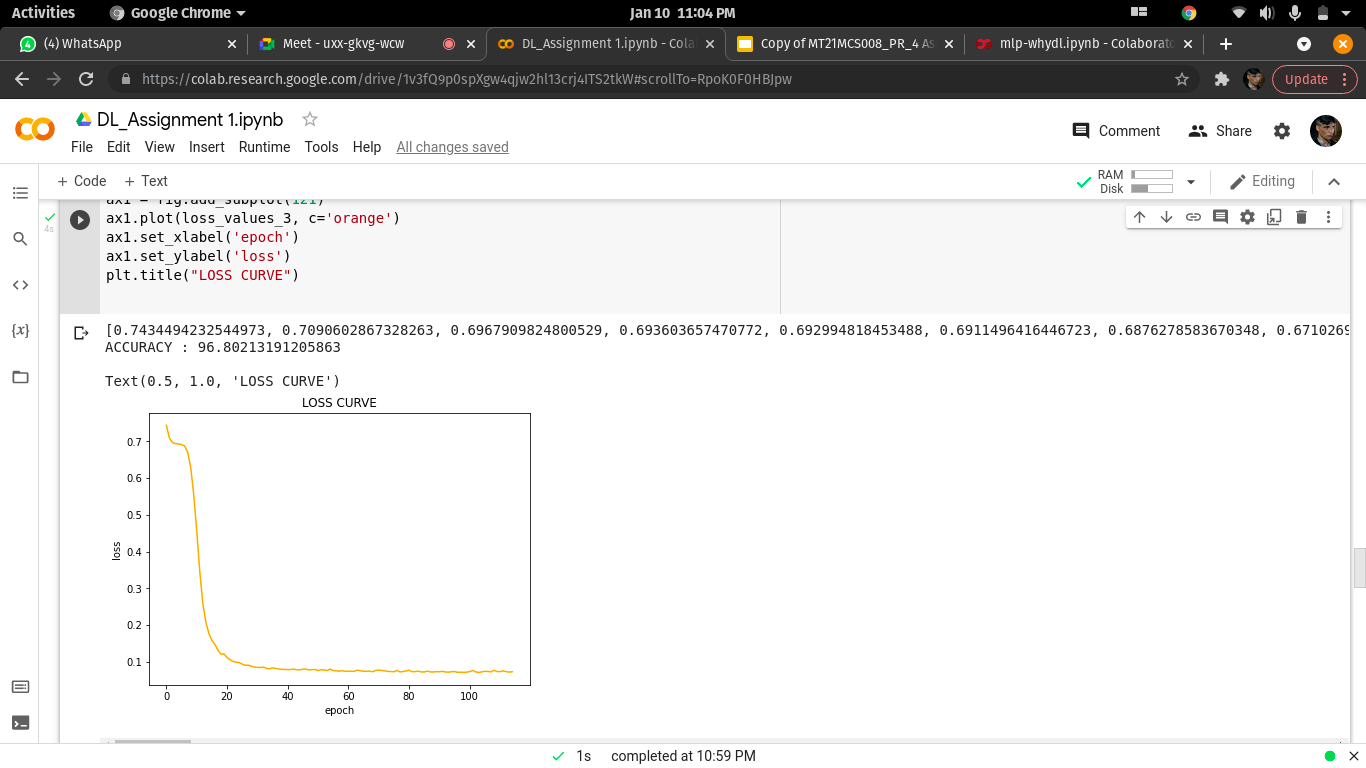 Activities Google Chrome Jan 10 11:04 PM
(4) WhatsApp Meet - uxx-gkvg-wcw DL_Assignment 1.ipynb - Cola Copy of MT21MCS008_PR_4 As mlp-whydl.ipynb - Colaborato
https://colab.research.google.com/drive/1v3fQ9p0spXgw4qjw2hl13crj4ITS2tkW#scrollTo=RpoK0F0HBJpw Update
DL_Assignment 1.ipynb
Comment Share
File Edit View Insert Runtime Tools Help All changes saved
+ Code + Text RAM Disk Editing
ax1 = fig.add_subplot(121)
ax1.plot(loss_values_3, c='orange')
4s
ax1.set_xlabel('epoch')
ax1.set_ylabel('loss')
plt.title("LOSS CURVE")
{x}
[0.7434494232544973, 0.7090602867328263, 0.6967909824800529, 0.693603657470772, 0.692994818453488, 0.6911496416446723, 0.6876278583670348, 0.6710269
ACCURACY : 96.80213191205863
Text(0.5, 1.0, 'LOSS CURVE')
LOSS CURVE
0.7
0.6
0.5
0.4
0.3
0.2
0.1
loss
0 20 40 60 80 100
epoch
1s completed at 10:59 PM